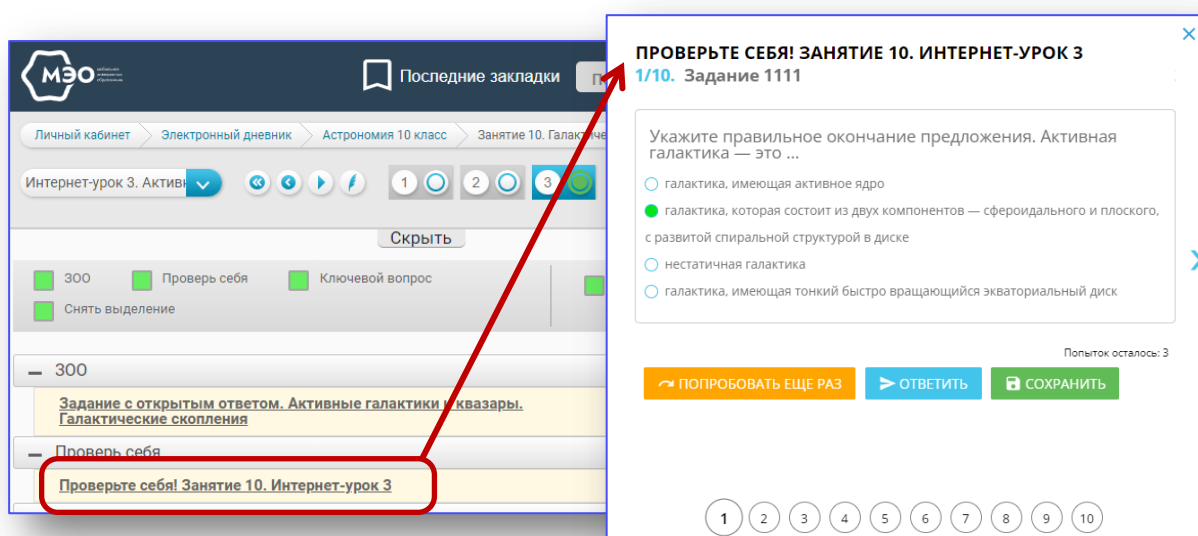 МЭО
Последние закладки
П
Личный кабинет
Электронный дневник
Астрономия 10 класс
Занятие 10. Галактиче
Интернет-урок 3. Актив
1
2
3
Скрыть
ЗОО
Проверь себя
Ключевой вопрос
Снять выделение
ЗОО
Задание с открытым ответом. Активные галактики и квазары.
Галактические скопления
Проверь себя
Проверьте себя! Занятие 10. Интернет-урок 3
ПРОВЕРЬТЕ СЕБЯ! ЗАНЯТИЕ 10. ИНТЕРНЕТ-УРОК 3
1/10. Задание 1111
Укажите правильное окончание предложения. Активная
галактика — это ...
галактика, имеющая активное ядро
галактика, которая состоит из двух компонентов — сфероидального и плоского,
с развитой спиральной структурой в диске
нестатичная галактика
галактика, имеющая тонкий быстро вращающийся экваториальный диск
Попыток осталось: 3
ПОПРОБОВАТЬ ЕЩЕ РАЗ
ОТВЕТИТЬ
СОХРАНИТЬ
1 2 3 4 5 6 7 8 9 10